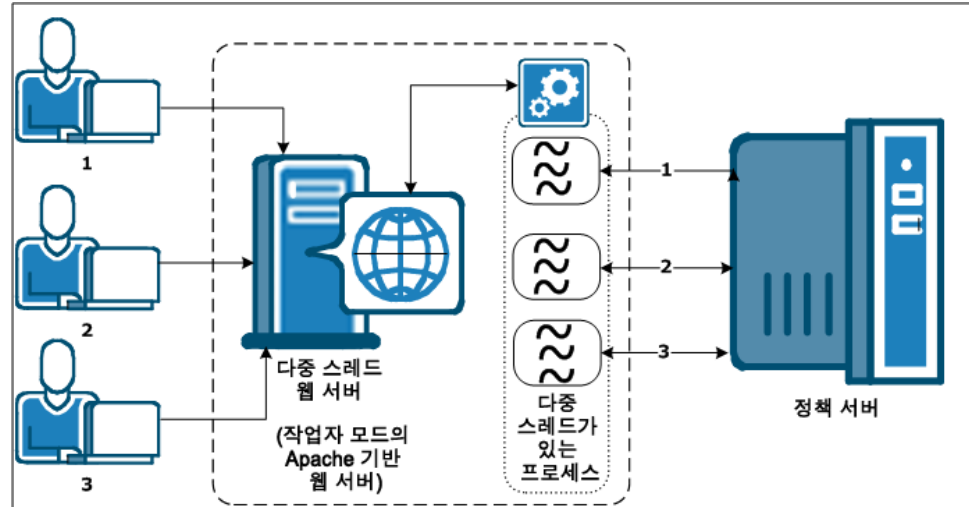 1
2
3
다중 스레드
웹 서버
(작업자 모드의
Apache 기반
웹 서버)
1
2
3
다중
스레드가
있는
프로세스
정책 서버